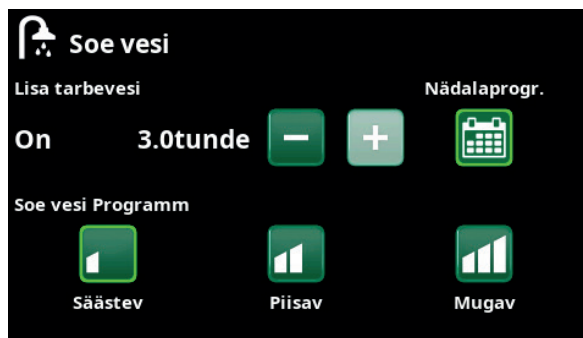 Soe vesi
Lisa tarbevesi
Nädalaprogr.
On 3.0tunde − +
Soe vesi Programm
Säästev Piisav Mugav